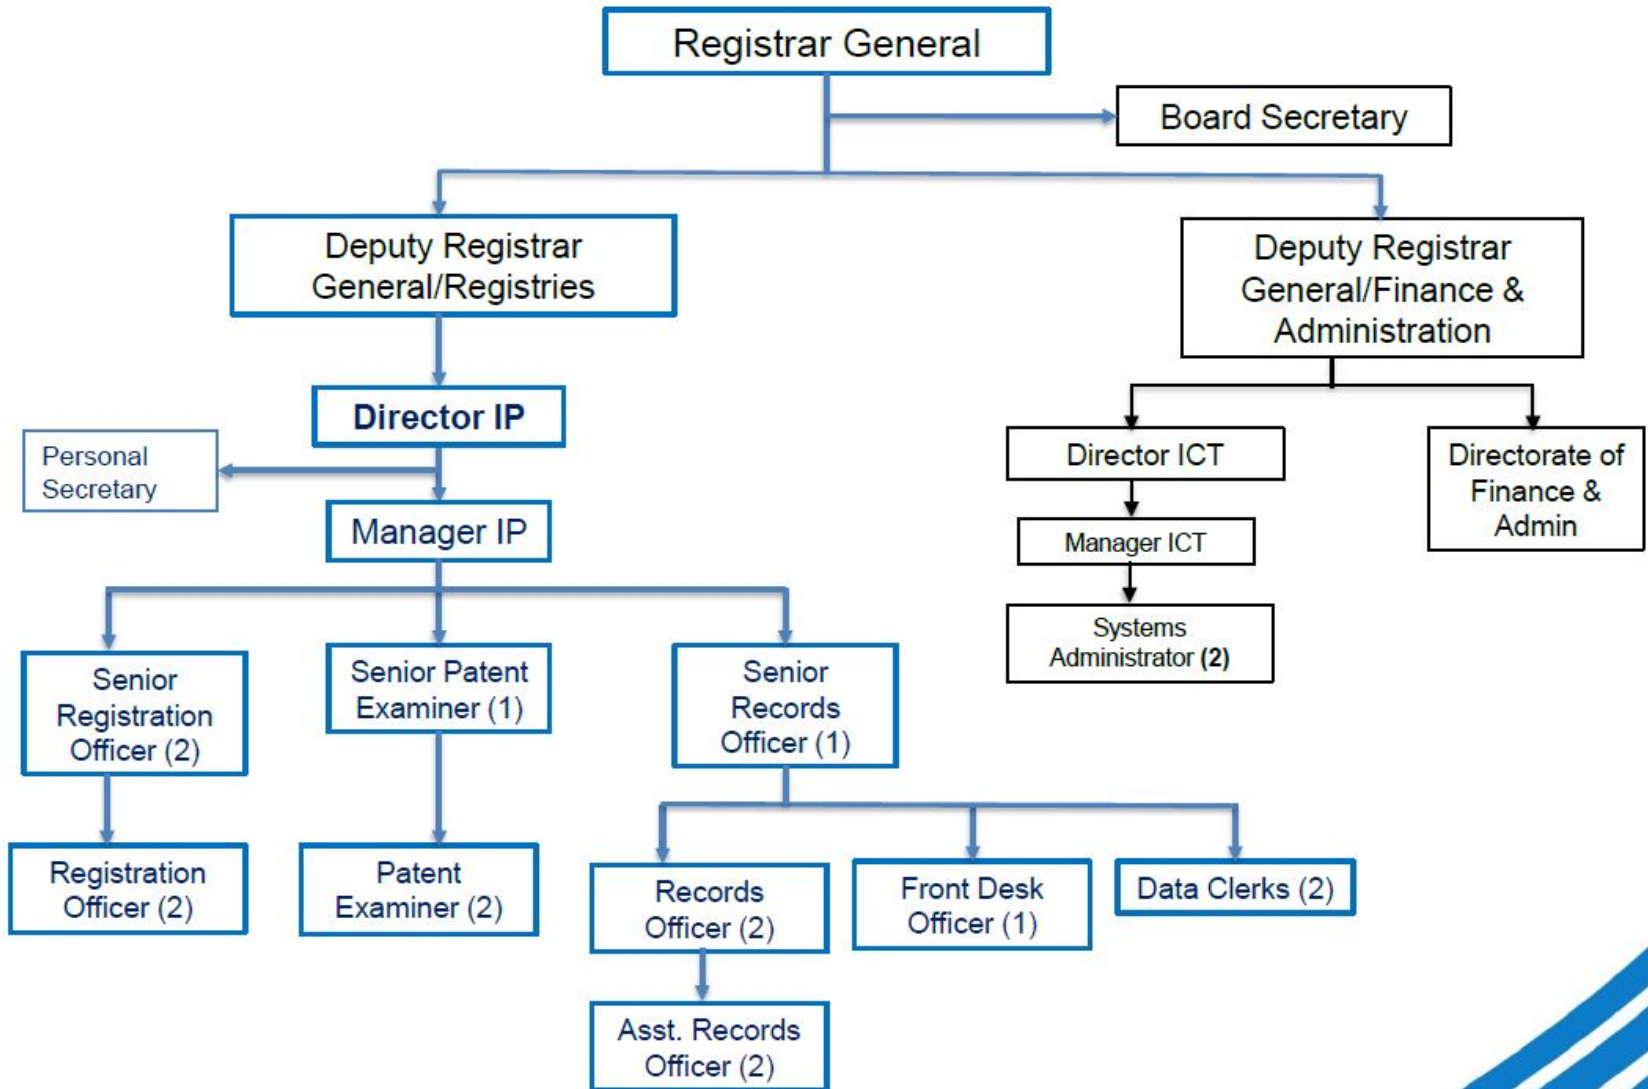 Registrar General
Board Secretary
Deputy Registrar
General/Registries
Deputy Registrar
General/Finance &
Administration
Director IP
Personal
Secretary
Manager IP
Director ICT
Directorate of
Finance &
Admin
Manager ICT
Systems
Administrator (2)
Senior
Registration
Officer (2)
Senior Patent
Examiner (1)
Senior
Records
Officer (1)
Registration
Officer (2)
Patent
Examiner (2)
Records
Officer (2)
Front Desk
Officer (1)
Data Clerks (2)
Asst. Records
Officer (2)